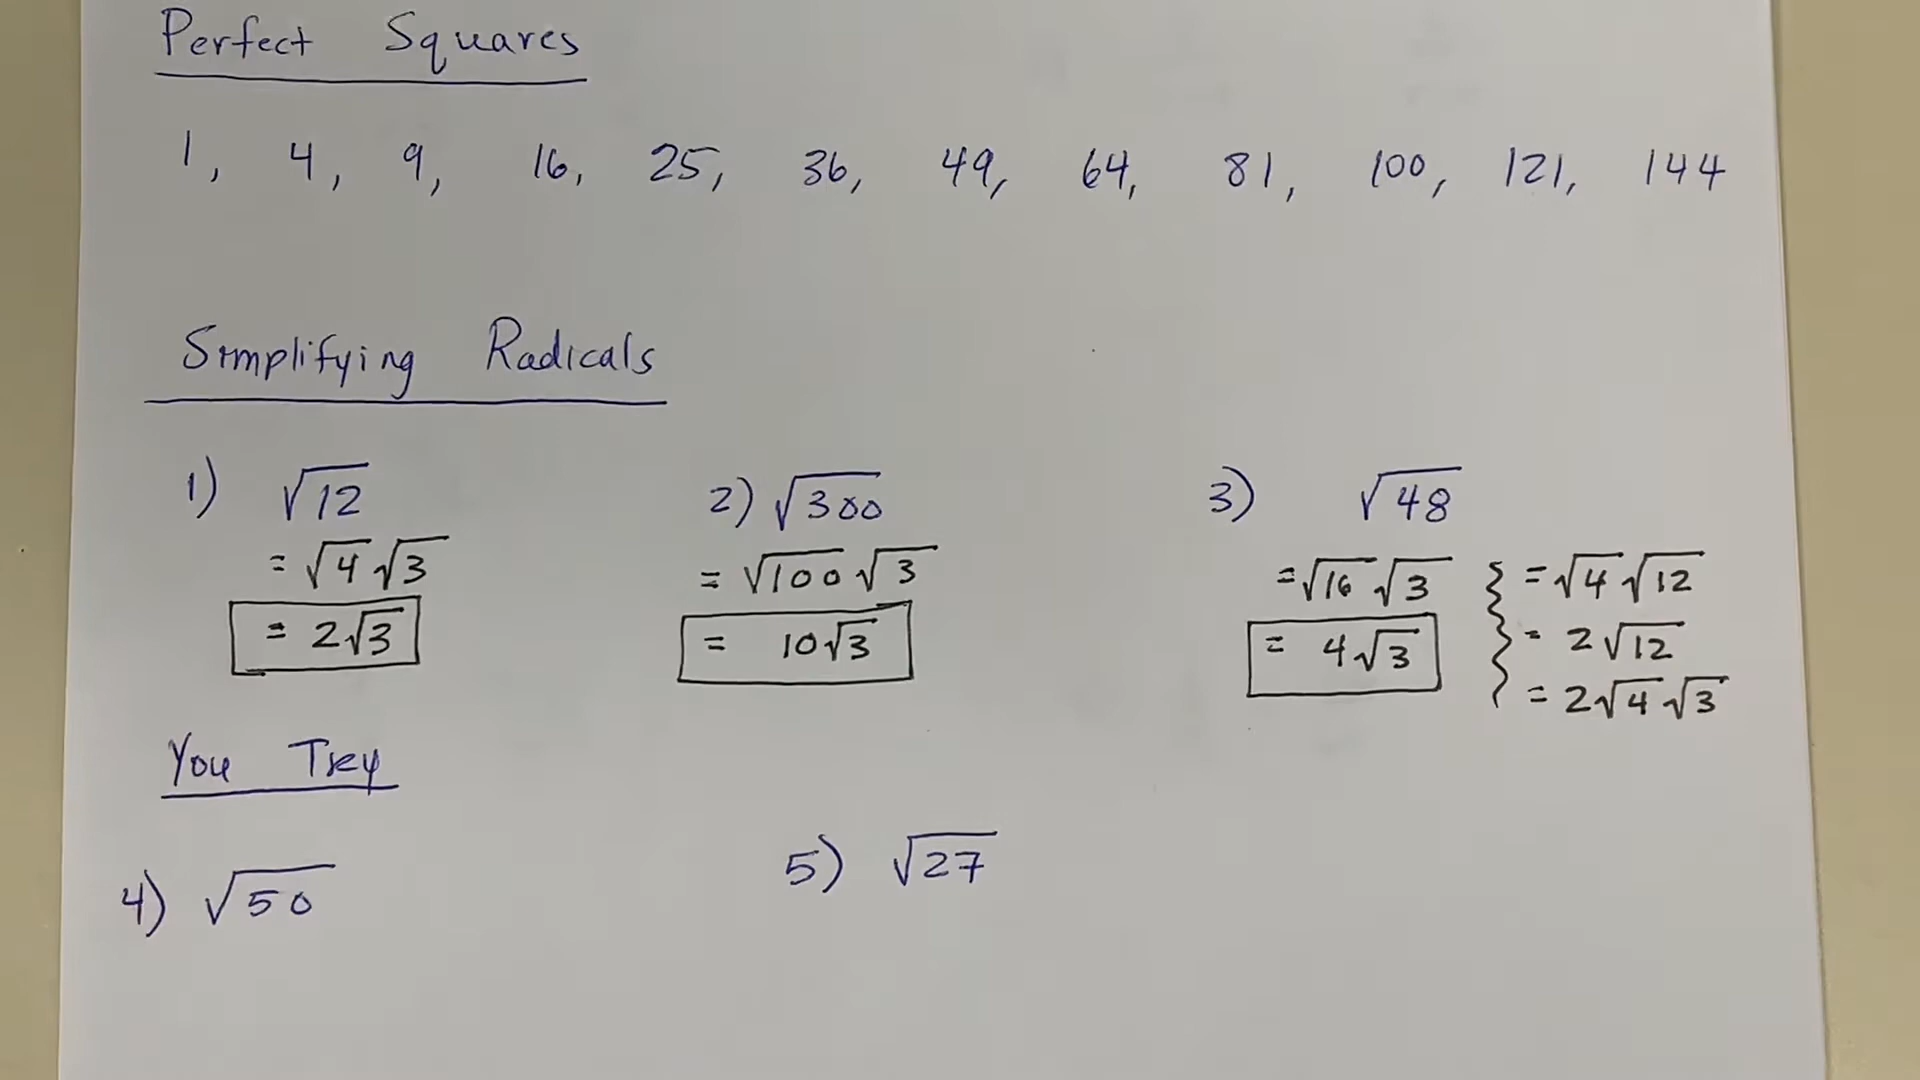 Perfect Squares
1, 4, 9, 16, 25, 36, 49, 64, 81, 100, 121, 144
Simplifying Radicals
1) √12
= √4 √3
= 2√3
2) √300
= √100 √3
= 10√3
3) √48
= √16 √3
= 4√3
= √4 √12
= 2√12
= 2√4 √3
You Try
4) √50
5) √27